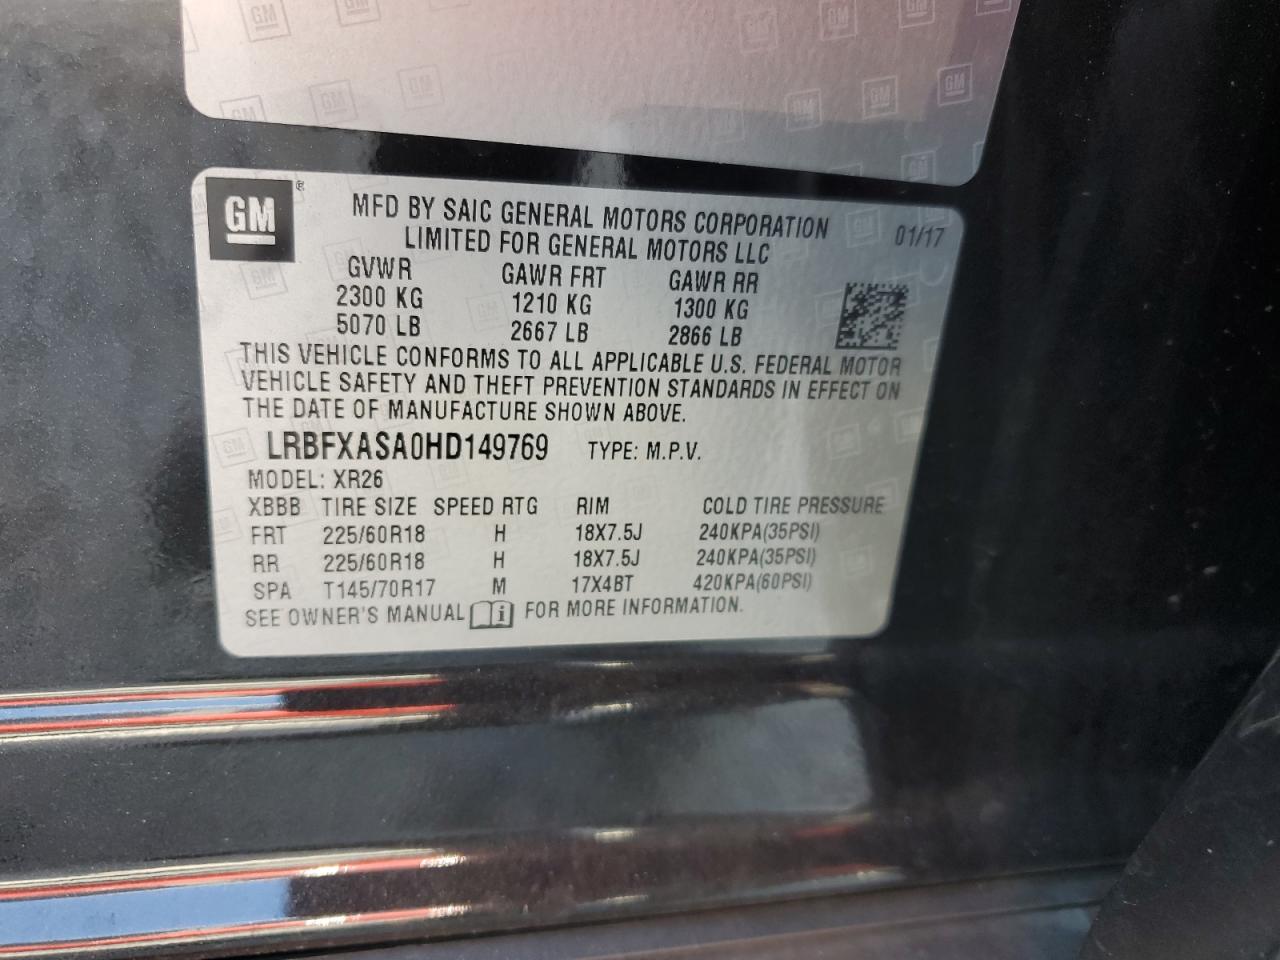 GM ®
MFD BY SAIC GENERAL MOTORS CORPORATION
LIMITED FOR GENERAL MOTORS LLC
01/17
GVWR GAWR FRT GAWR RR
2300 KG 1210 KG 1300 KG
5070 LB 2667 LB 2866 LB
THIS VEHICLE CONFORMS TO ALL APPLICABLE U.S. FEDERAL MOTOR
VEHICLE SAFETY AND THEFT PREVENTION STANDARDS IN EFFECT ON
THE DATE OF MANUFACTURE SHOWN ABOVE.
LRBFXASA0HD149769 TYPE: M.P.V.
MODEL: XR26
XBBB TIRE SIZE SPEED RTG RIM COLD TIRE PRESSURE
FRT 225/60R18 H 18X7.5J 240KPA(35PSI)
RR 225/60R18 H 18X7.5J 240KPA(35PSI)
SPA T145/70R17 M 17X4BT 420KPA(60PSI)
SEE OWNER'S MANUAL i FOR MORE INFORMATION.